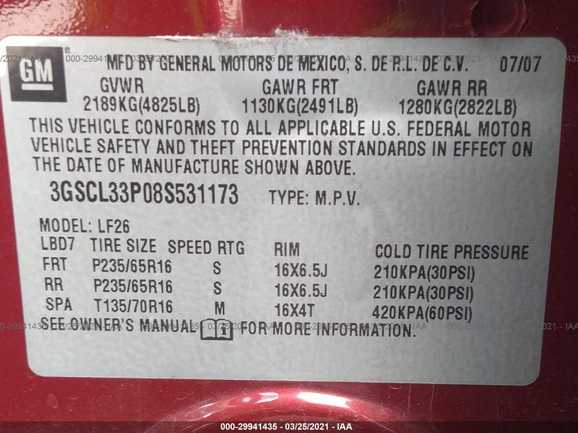 GM ®
MFD BY GENERAL MOTORS DE MEXICO, S. DE R.L. DE C.V. 07/07
GVWR GAWR FRT GAWR RR
2189KG(4825LB) 1130KG(2491LB) 1280KG(2822LB)
THIS VEHICLE CONFORMS TO ALL APPLICABLE U.S. FEDERAL MOTOR
VEHICLE SAFETY AND THEFT PREVENTION STANDARDS IN EFFECT ON
THE DATE OF MANUFACTURE SHOWN ABOVE.
3GSCL33P08S531173 TYPE: M.P.V.
MODEL: LF26
LBD7 TIRE SIZE SPEED RTG RIM COLD TIRE PRESSURE
FRT P235/65R16 S 16X6.5J 210KPA(30PSI)
RR P235/65R16 S 16X6.5J 210KPA(30PSI)
SPA T135/70R16 M 16X4T 420KPA(60PSI)
SEE OWNER'S MANUAL FOR MORE INFORMATION.
000-29941435 - 03/25/2021 - IAA